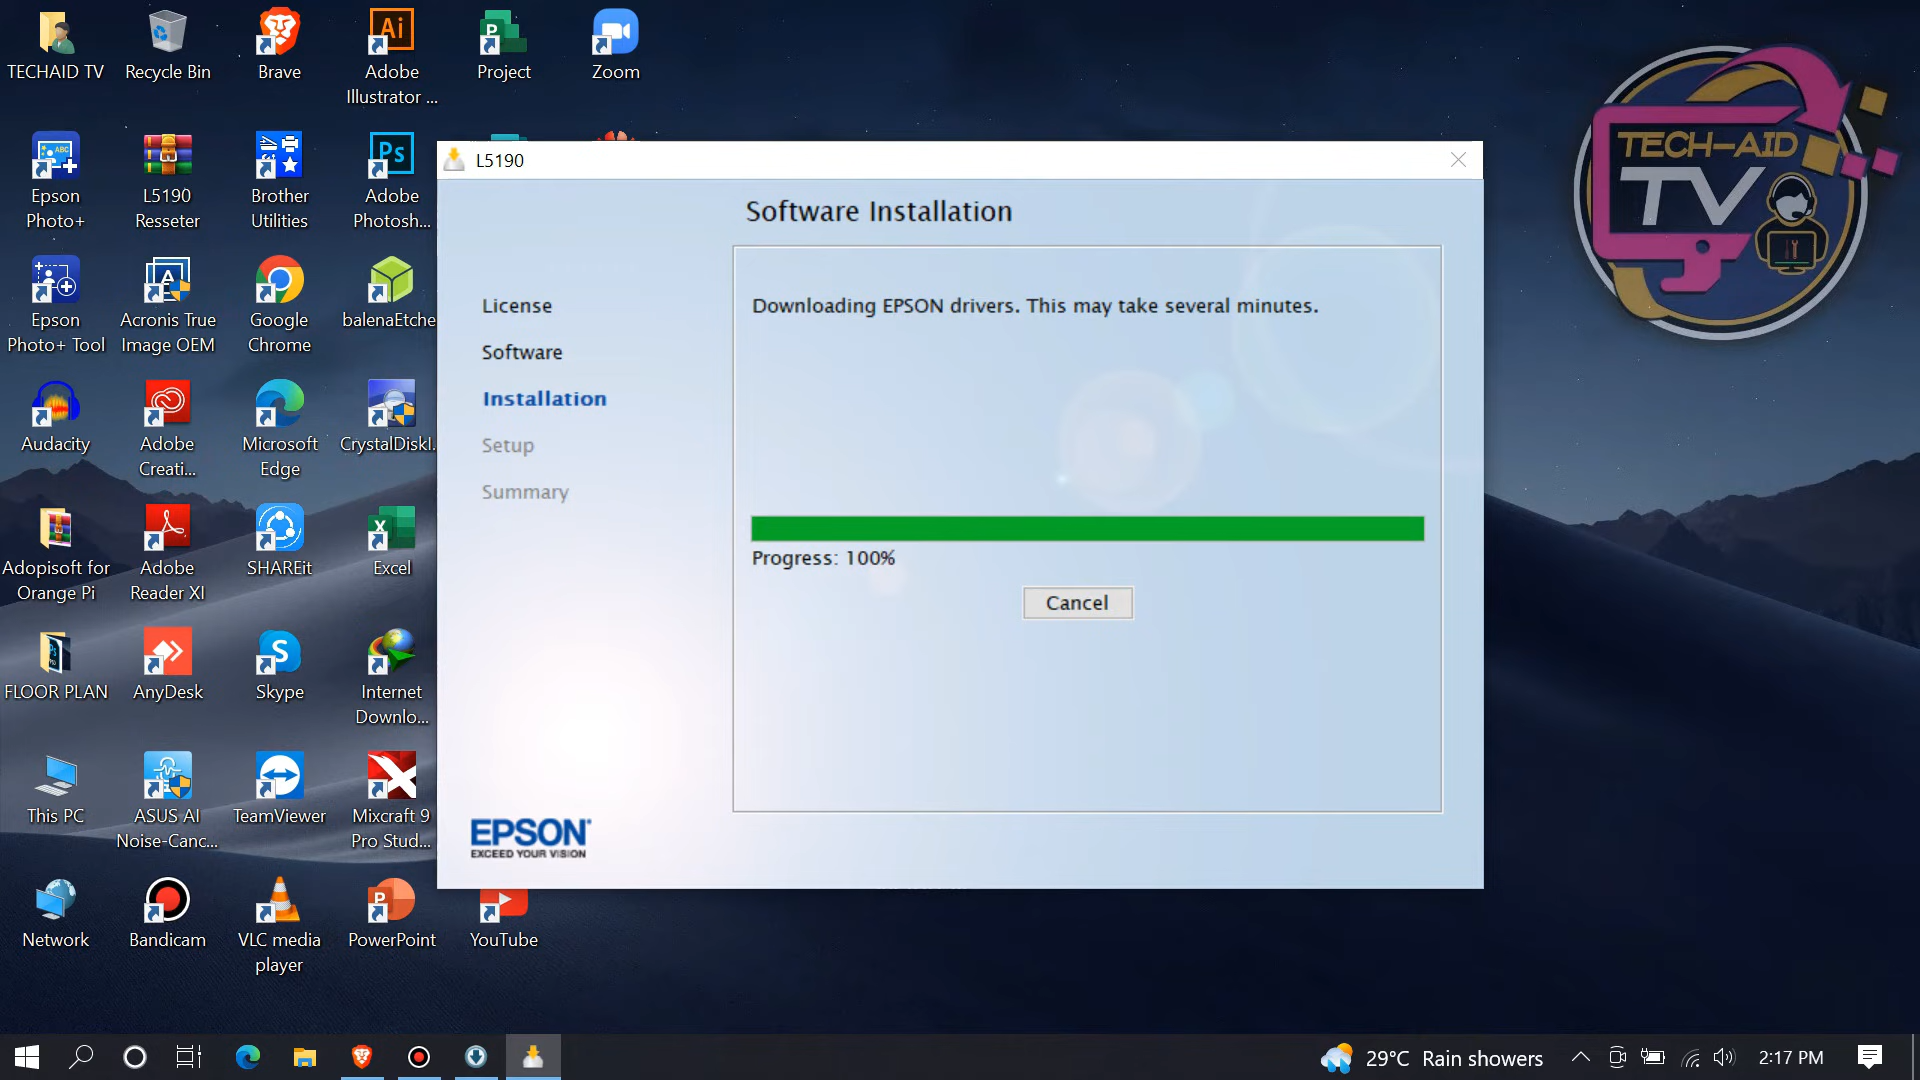 TECHAID TV
Recycle Bin
Brave
Adobe
Illustrator ...
Project
Zoom
Epson
Photo+
L5190
Resseter
Brother
Utilities
Adobe
Photosh...
Epson
Photo+ Tool
Acronis True
Image OEM
Google
Chrome
balenaEtche
Audacity
Adobe
Creati...
Microsoft
Edge
CrystalDiskI.
Adopisoft for
Orange Pi
Adobe
Reader XI
SHAREit
Excel
FLOOR PLAN
AnyDesk
Skype
Internet
Downlo...
This PC
ASUS AI
Noise-Canc...
TeamViewer
Mixcraft 9
Pro Stud...
Network
Bandicam
VLC media
player
PowerPoint
YouTube
L5190
Software Installation
License
Software
Installation
Setup
Summary
Downloading EPSON drivers. This may take several minutes.
Progress: 100%
Cancel
EPSON
EXCEED YOUR VISION
TECH-AID
TV
29°C Rain showers
2:17 PM